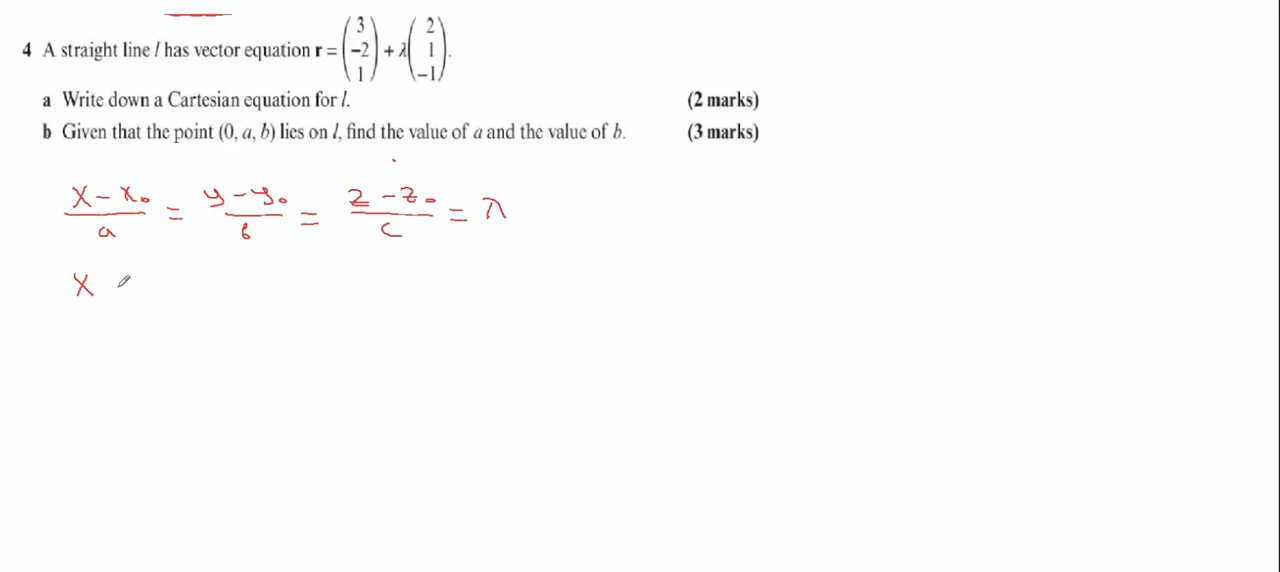 4 A straight line l has vector equation r = (3 -2 1) + λ(2 1 -1).
a Write down a Cartesian equation for l. (2 marks)
b Given that the point (0, a, b) lies on l, find the value of a and the value of b. (3 marks)
x - x₀ / a = y - y₀ / b = z - z₀ / c = λ
x